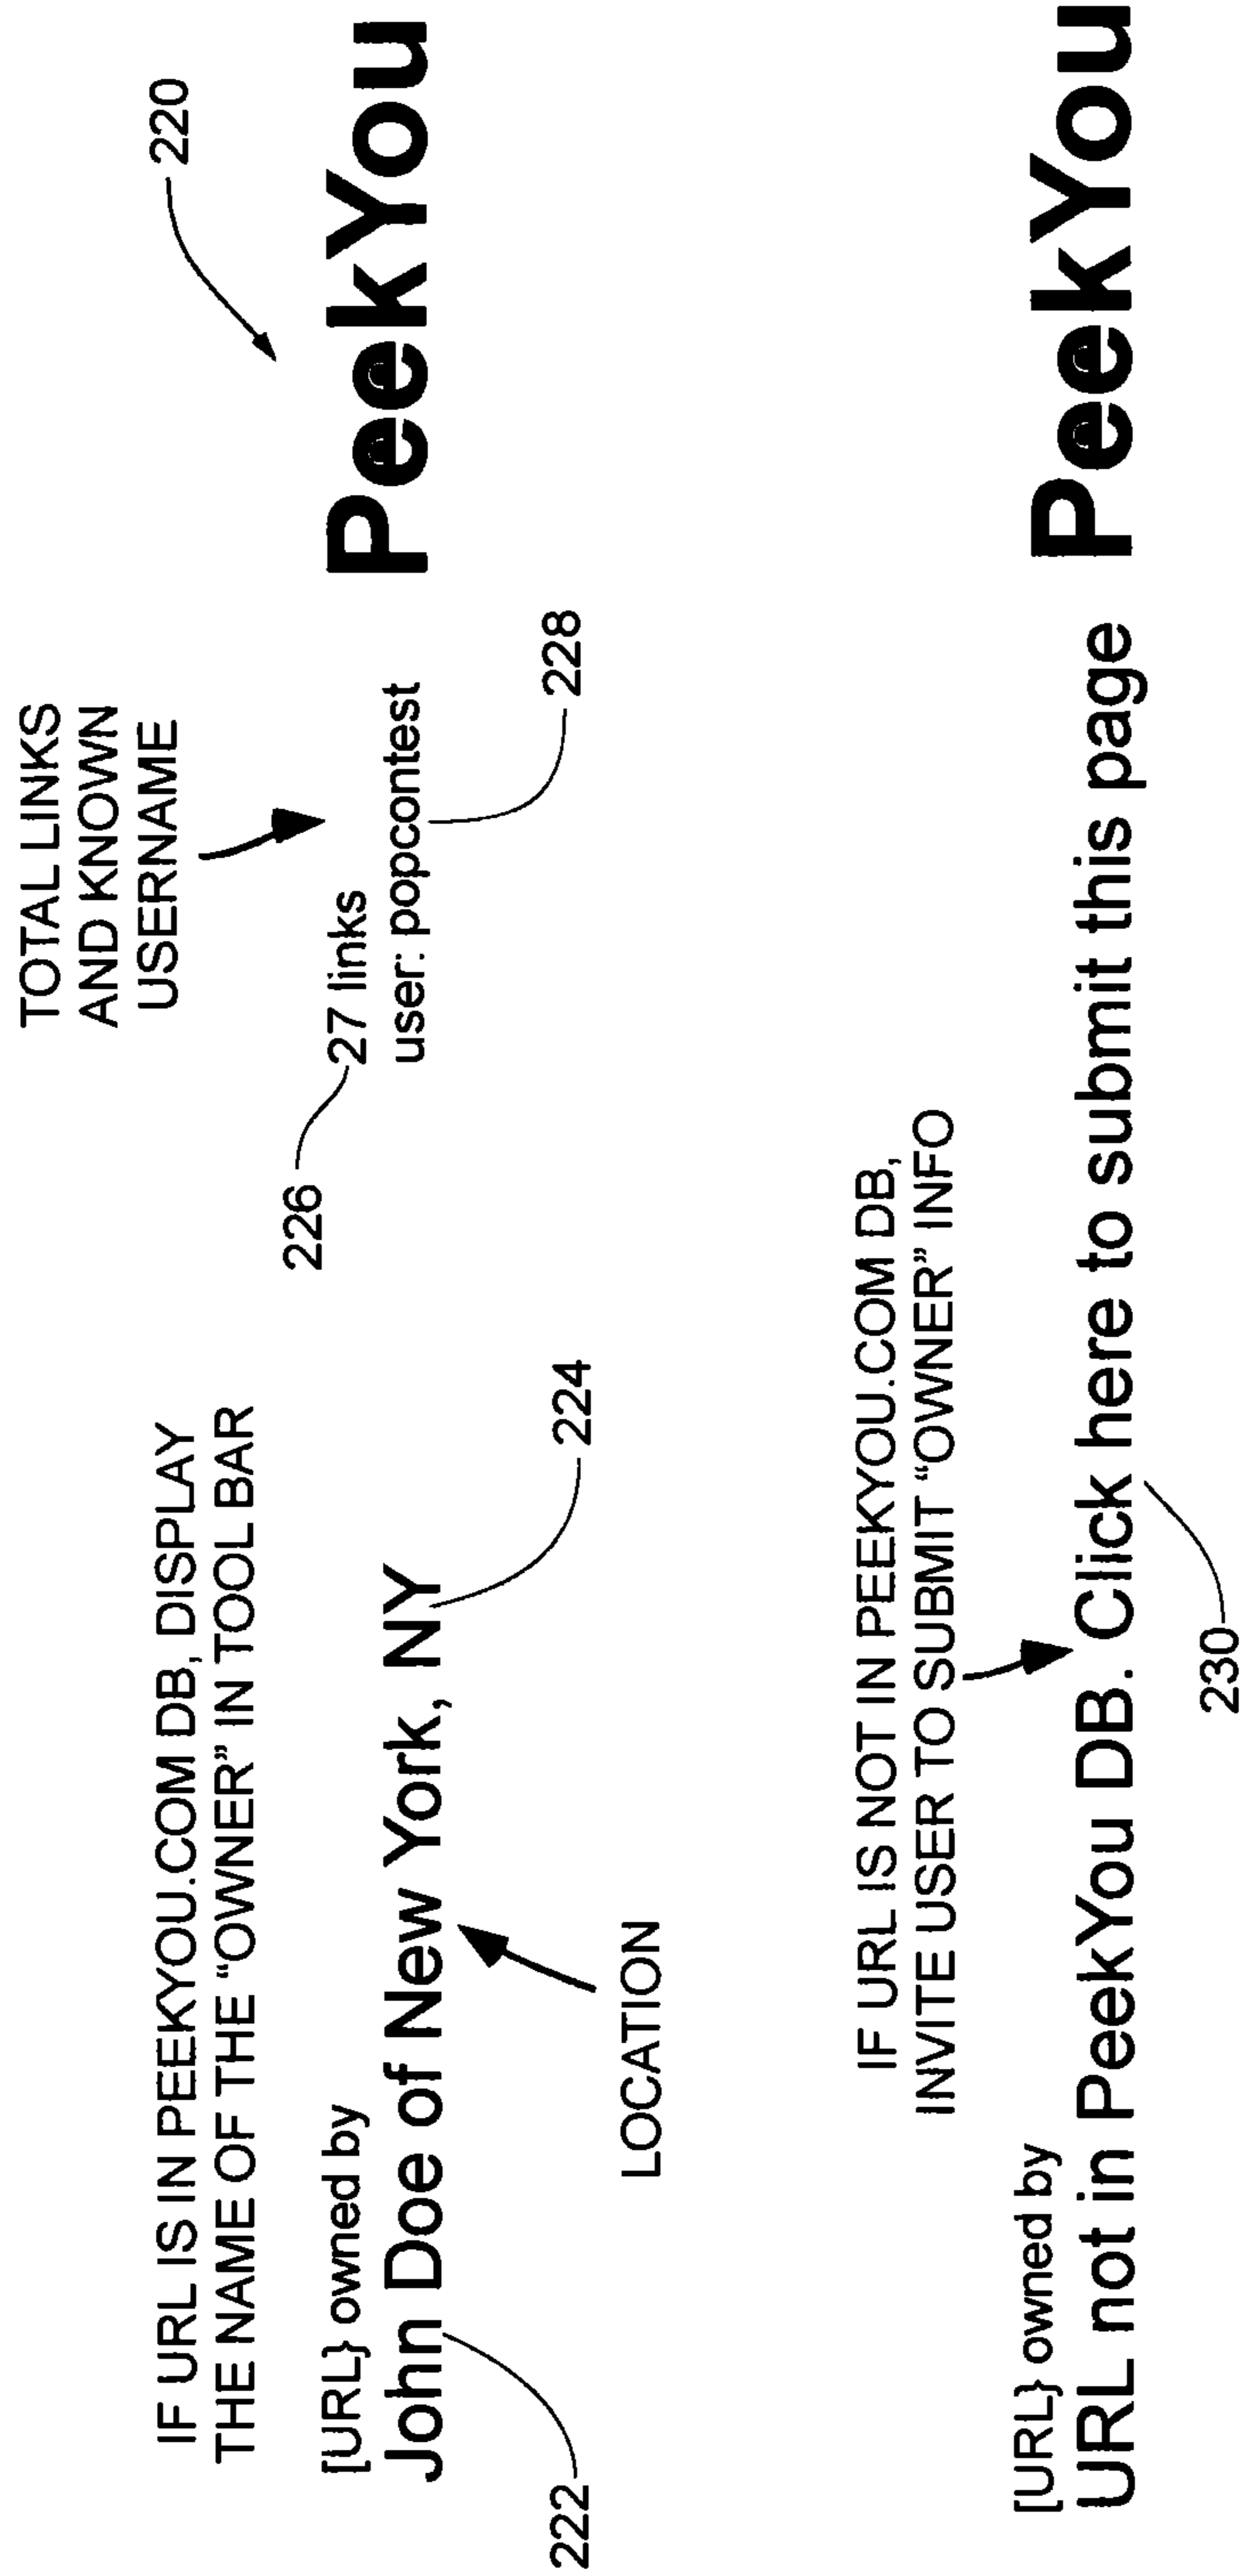 220
TOTAL LINKS
AND KNOWN
USERNAME
IF URL IS IN PEEKYOU.COM DB, DISPLAY
THE NAME OF THE “OWNER” IN TOOL BAR
226
27 links
user: popcontest
PeekYou
[URL} owned by
John Doe of New York, NY
222
224
228
LOCATION
IF URL IS NOT IN PEEKYOU.COM DB,
INVITE USER TO SUBMIT “OWNER” INFO
[URL} owned by
URL not in PeekYou DB. Click here to submit this page
PeekYou
230